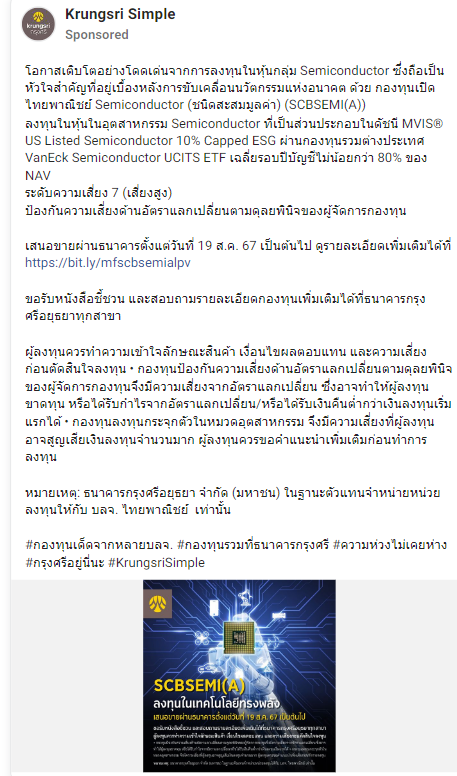 Krungsri Simple
Sponsored
krungsri
กรุงศรี
โอกาสเติบโตอย่างโดดเด่นจากการลงทุนในหุ้นกลุ่ม Semiconductor ซึ่งถือเป็น
หัวใจสำคัญที่อยู่เบื้องหลังการขับเคลื่อนนวัตกรรมแห่งอนาคต ด้วย กองทุนเปิด
ไทยพาณิชย์ Semiconductor (ชนิดสะสมมูลค่า) (SCBSEMI(A))
ลงทุนในหุ้นในอุตสาหกรรม Semiconductor ที่เป็นส่วนประกอบในดัชนี MVIS®
US Listed Semiconductor 10% Capped ESG ผ่านกองทุนรวมต่างประเทศ
VanEck Semiconductor UCITS ETF เฉลี่ยรอบปีบัญชีไม่น้อยกว่า 80% ของ
NAV
ระดับความเสี่ยง 7 (เสี่ยงสูง)
ป้องกันความเสี่ยงด้านอัตราแลกเปลี่ยนตามดุลยพินิจของผู้จัดการกองทุน
เสนอขายผ่านธนาคารตั้งแต่วันที่ 19 ส.ค. 67 เป็นต้นไป ดูรายละเอียดเพิ่มเติมได้ที่
https://bit.ly/mfscbsemialpv
ขอรับหนังสือชี้ชวน และสอบถามรายละเอียดกองทุนเพิ่มเติมได้ที่ธนาคารกรุง
ศรีอยุธยาทุกสาขา
ผู้ลงทุนควรทำความเข้าใจลักษณะสินค้า เงื่อนไขผลตอบแทน และความเสี่ยง
ก่อนตัดสินใจลงทุน • กองทุนป้องกันความเสี่ยงด้านอัตราแลกเปลี่ยนตามดุลยพินิจ
ของผู้จัดการกองทุนจึงมีความเสี่ยงจากอัตราแลกเปลี่ยน ซึ่งอาจทำให้ผู้ลงทุน
ขาดทุน หรือได้รับกำไรจากอัตราแลกเปลี่ยน/หรือได้รับเงินคืนต่ำกว่าเงินลงทุนเริ่ม
แรกได้ • กองทุนลงทุนกระจุกตัวในหมวดอุตสาหกรรม จึงมีความเสี่ยงที่ผู้ลงทุน
อาจสูญเสียเงินลงทุนจำนวนมาก ผู้ลงทุนควรขอคำแนะนำเพิ่มเติมก่อนทำการ
ลงทุน
หมายเหตุ: ธนาคารกรุงศรีอยุธยา จำกัด (มหาชน) ในฐานะตัวแทนจำหน่ายหน่วย
ลงทุนให้กับ บลจ. ไทยพาณิชย์ เท่านั้น
#กองทุนเด็ดจากหลายบลจ. #กองทุนรวมที่ธนาคารกรุงศรี #ความห่วงไม่เคยห่าง
#กรุงศรีอยู่นี่นะ #KrungsriSimple
SCBSEMI(A)
ลงทุนในเทคโนโลยีทรงพลัง
เสนอขายผ่านธนาคารตั้งแต่วันที่ 19 ส.ค. 67 เป็นต้นไป